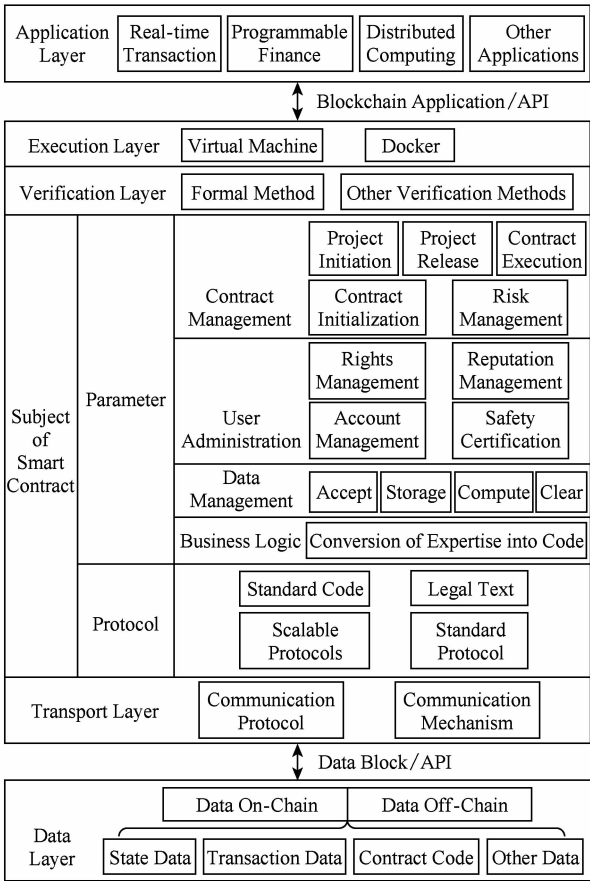 Application Layer
Real-time Transaction
Programmable Finance
Distributed Computing
Other Applications
Blockchain Application/API
Execution Layer
Virtual Machine
Docker
Verification Layer
Formal Method
Other Verification Methods
Subject of Smart Contract
Parameter
Contract Management
Project Initiation
Project Release
Contract Execution
Contract Initialization
Risk Management
User Administration
Rights Management
Reputation Management
Account Management
Safety Certification
Data Management
Accept
Storage
Compute
Clear
Business Logic
Conversion of Expertise into Code
Protocol
Standard Code
Legal Text
Scalable Protocols
Standard Protocol
Transport Layer
Communication Protocol
Communication Mechanism
Data Block/API
Data Layer
Data On-Chain
Data Off-Chain
State Data
Transaction Data
Contract Code
Other Data